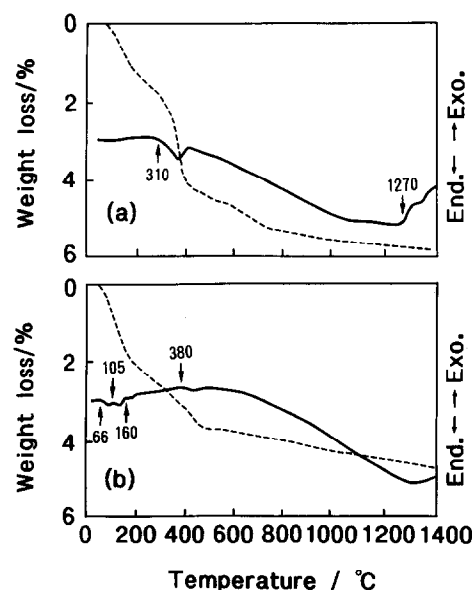 0
2
4
6
Weight loss/%
End.← →Exo.
310
1270
(a)
0
2
4
6
Weight loss/%
End.← →Exo.
66
105
160
380
(b)
0 200 400 600 800 1000 1200 1400
Temperature / °C